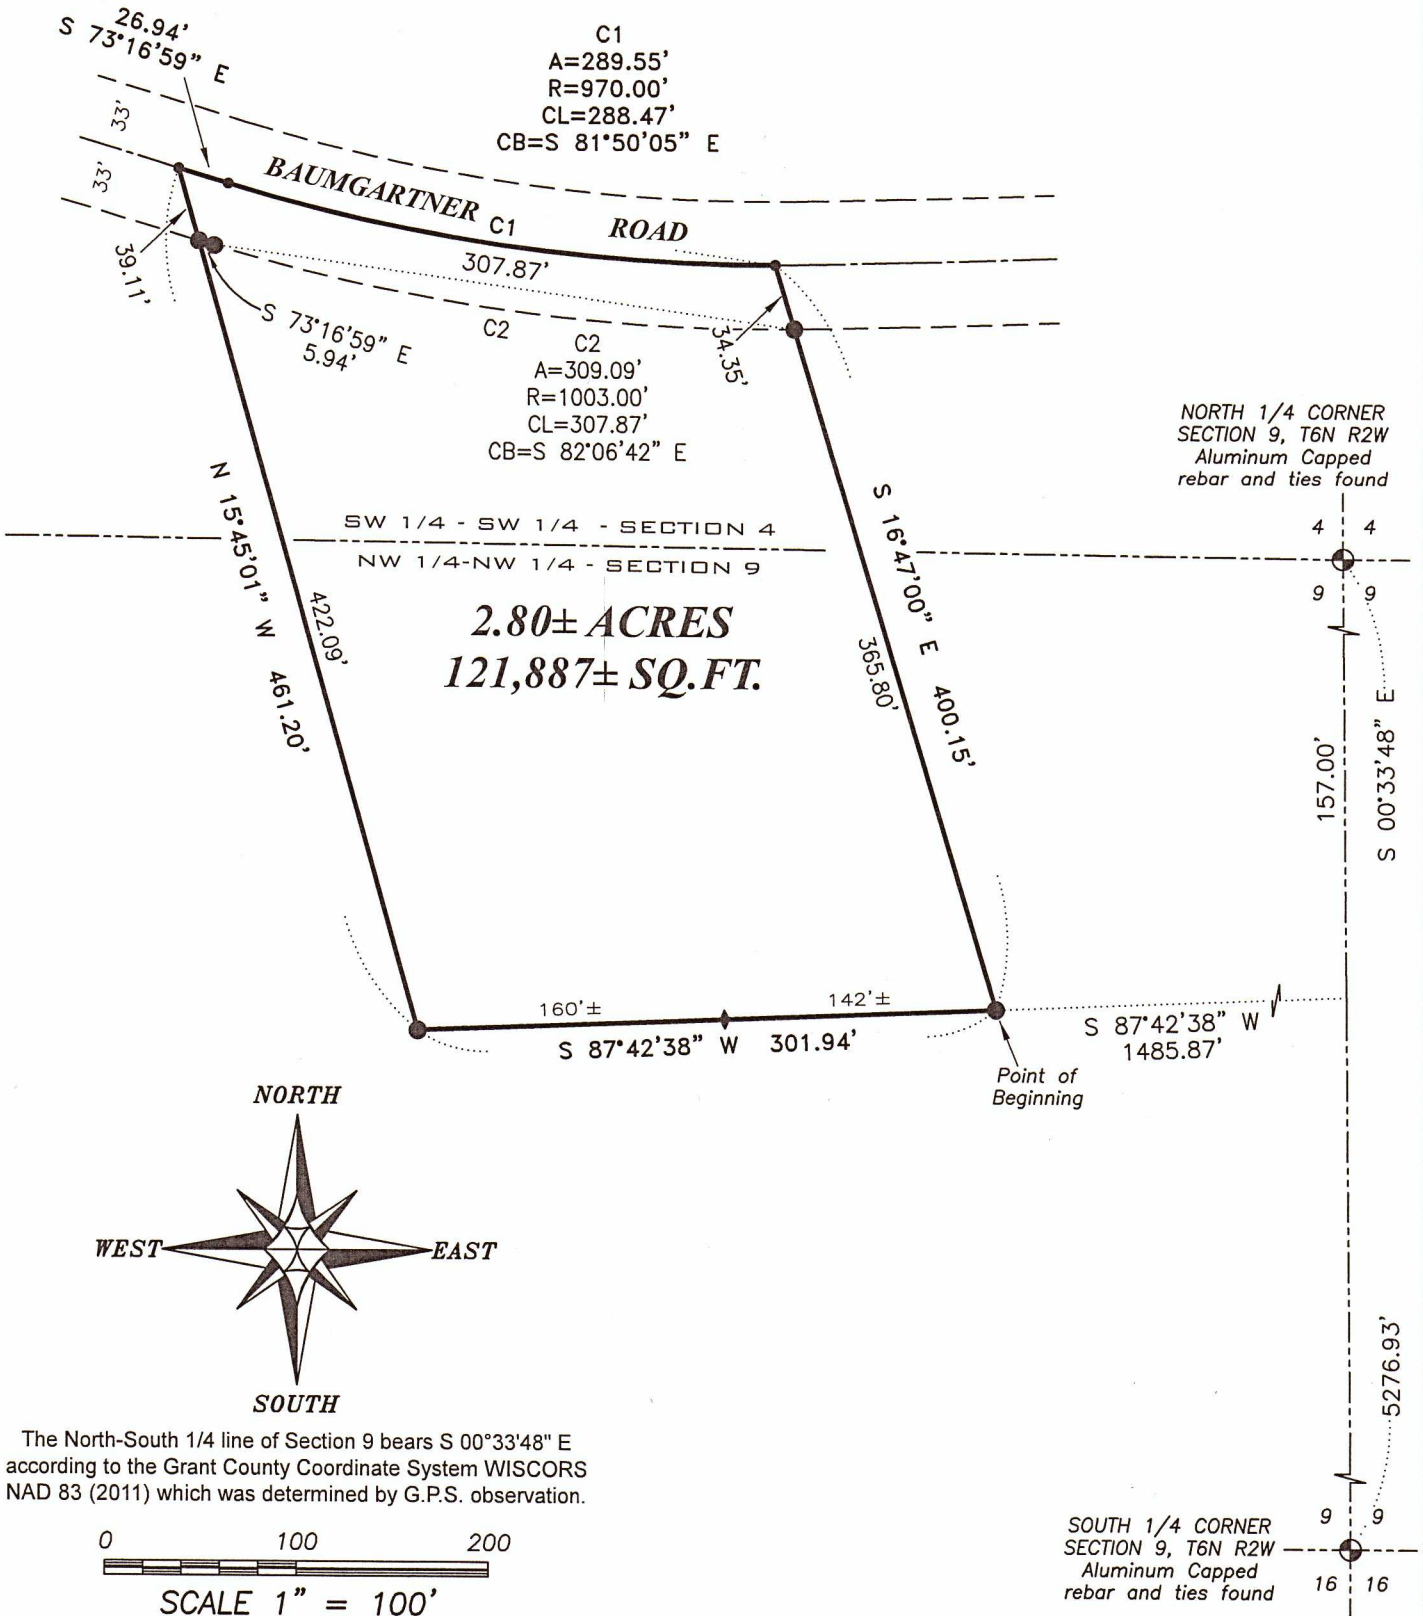 26.94'
S 73°16'59" E
C1
A=289.55'
R=970.00'
CL=288.47'
CB=S 81°50'05" E
33'
33'
BAUMGARTNER ROAD
C1
307.87'
39.11'
S 73°16'59" E
5.94'
C2
C2
A=309.09'
R=1003.00'
CL=307.87'
CB=S 82°06'42" E
34.35'
NORTH 1/4 CORNER
SECTION 9, T6N R2W
Aluminum Capped
rebar and ties found
4 4
9 9
N 15°45'01" W 461.20'
422.09'
SW 1/4 - SW 1/4 - SECTION 4
NW 1/4-NW 1/4 - SECTION 9
2.80± ACRES
121,887± SQ.FT.
S 16°47'00" E 400.15'
365.80'
157.00'
S 00°33'48" E
160'±
142'±
S 87°42'38" W 301.94'
S 87°42'38" W
1485.87'
Point of
Beginning
NORTH
WEST
EAST
SOUTH
5276.93'
The North-South 1/4 line of Section 9 bears S 00°33'48" E
according to the Grant County Coordinate System WISCORS
NAD 83 (2011) which was determined by G.P.S. observation.
0 100 200
SCALE 1" = 100'
SOUTH 1/4 CORNER
SECTION 9, T6N R2W
Aluminum Capped
rebar and ties found
9 9
16 16